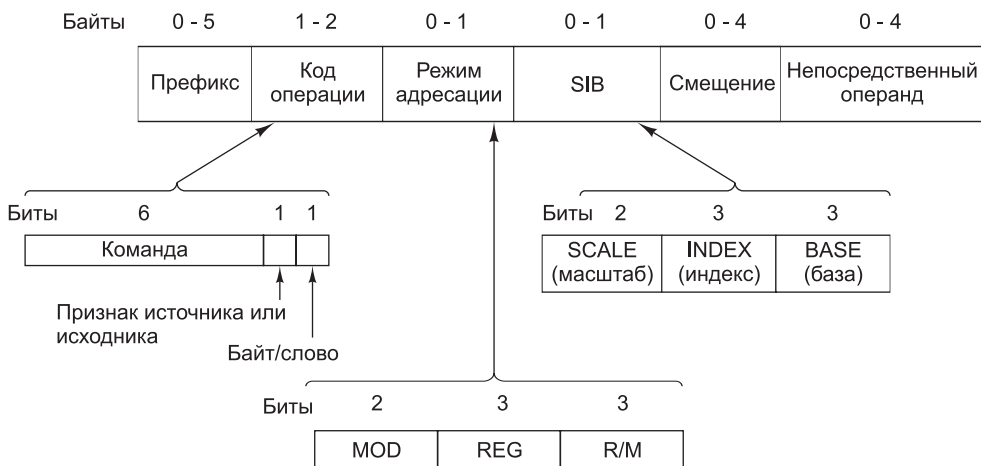 Байты 0 - 5 1 - 2 0 - 1 0 - 1 0 - 4 0 - 4
Префикс
Код
операции
Режим
адресации
SIB
Смещение
Непосредственный
операнд
Биты 6 1 1
Команда
Признак источника или
исходника
Байт/слово
Биты 2 3 3
SCALE
(масштаб)
INDEX
(индекс)
BASE
(база)
Биты 2 3 3
MOD REG R/M